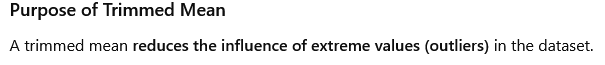 Purpose of Trimmed Mean
A trimmed mean reduces the influence of extreme values (outliers) in the dataset.